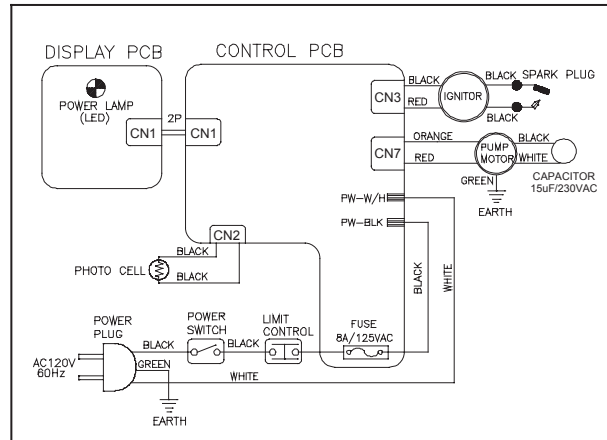 DISPLAY PCB
CONTROL PCB
POWER LAMP
(LED)
CN1
2P
CN1
CN3
BLACK
RED
IGNITOR
BLACK
SPARK PLUG
BLACK
CN7
ORANGE
RED
PUMP
MOTOR
BLACK
WHITE
GREEN
EARTH
CAPACITOR
15uF/230VAC
PW-W/H
PW-BLK
CN2
BLACK
BLACK
PHOTO CELL
BLACK
WHITE
POWER
PLUG
AC120V
60Hz
BLACK
GREEN
EARTH
POWER
SWITCH
BLACK
LIMIT
CONTROL
FUSE
8A/125VAC
WHITE